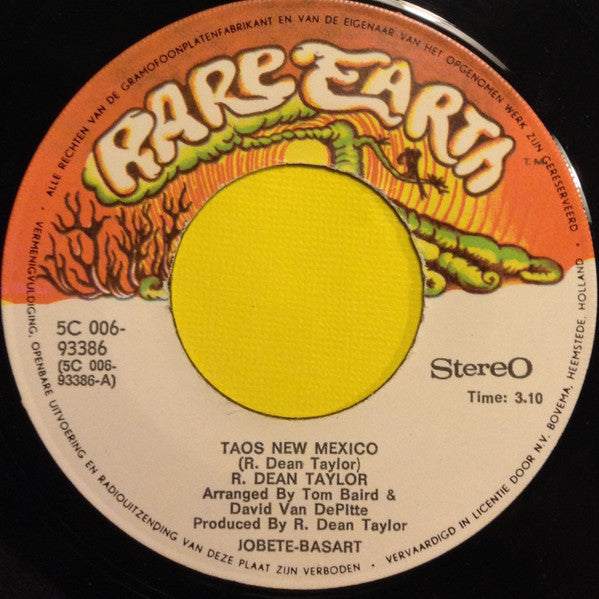 ALLE RECHTEN VAN DE GRAMOFOONPLATENFABRIKANT EN VAN DE EIGENAAR VAN HET OPGENOMEN WERK ZIJN GERESERVEERD
RARE EARTH
T.M.
VERMENIGVULDIGING, OPENBARE UITVOERING EN RADIOUITZENDING VAN DEZE PLAAT ZIJN VERBODEN • VERVAARDIGD IN LICENTIE DOOR N.V. BOVEMA, HEEMSTEDE, HOLLAND •
5C 006-
93386
(5C 006-
93386-A)
StereO
Time: 3.10
TAOS NEW MEXICO
(R. Dean Taylor)
R. DEAN TAYLOR
Arranged By Tom Baird &
David Van DePitte
Produced By R. Dean Taylor
JOBETE-BASART